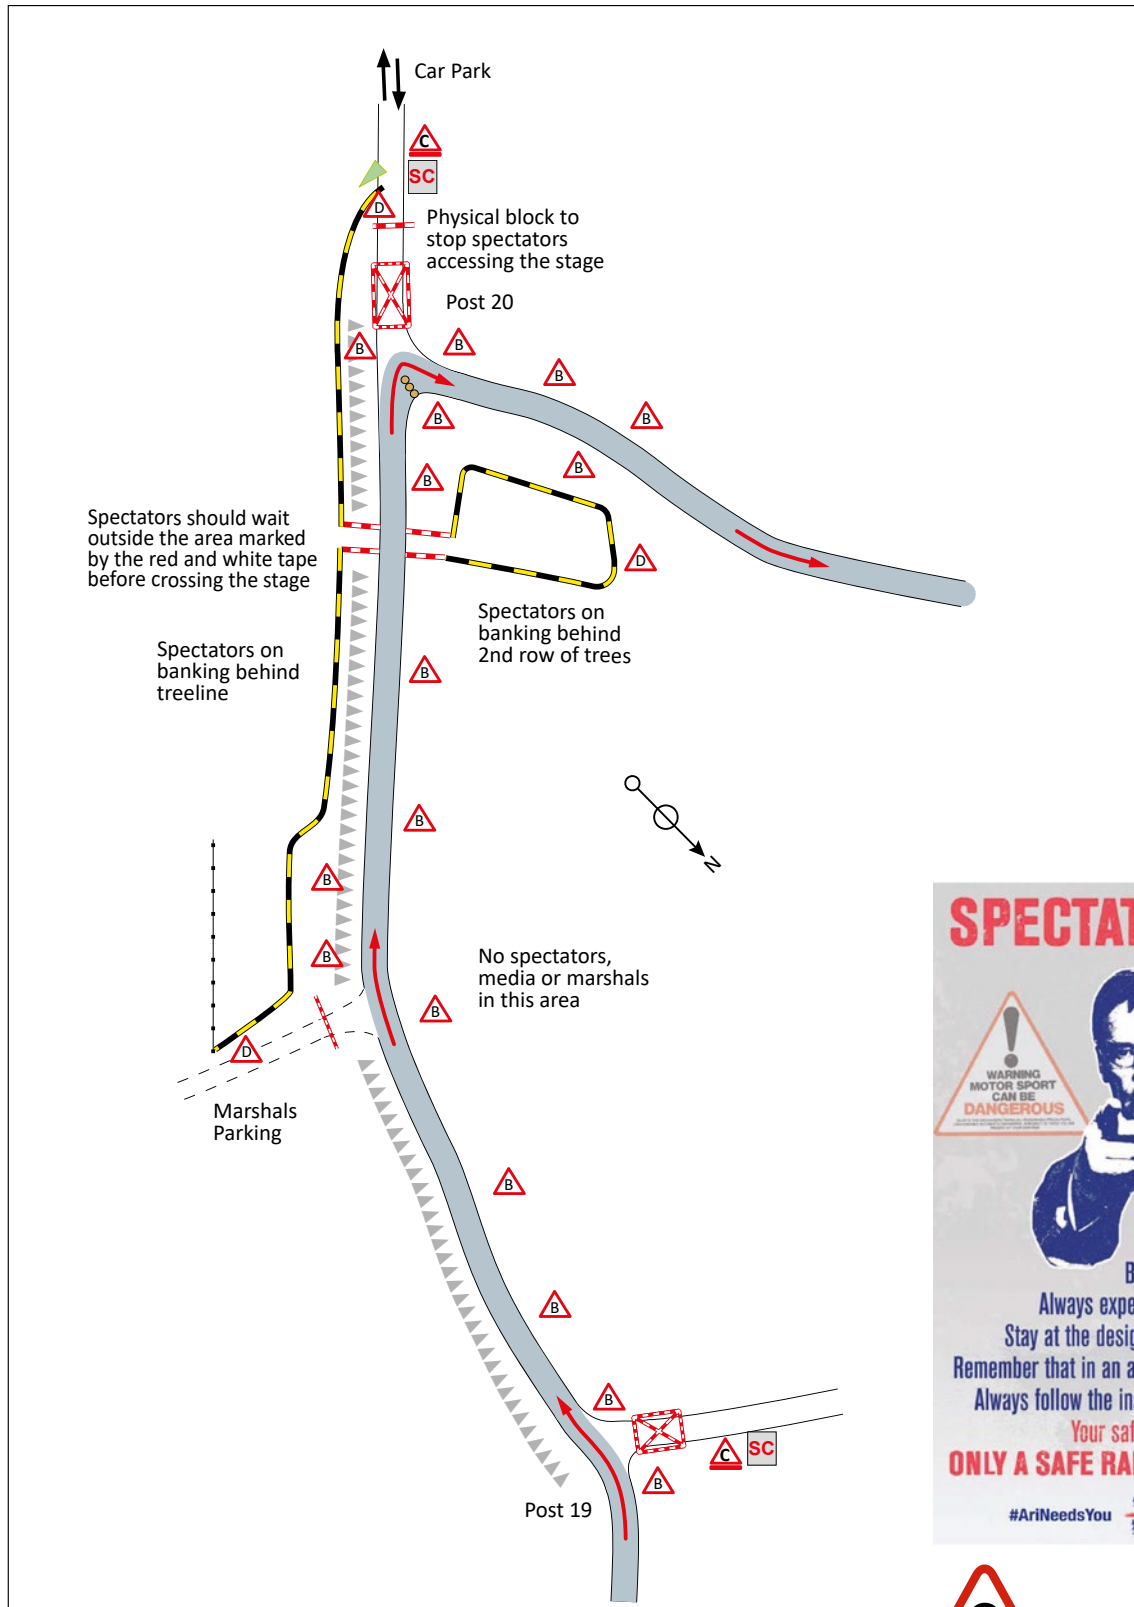 Car Park
C
SC
D
Physical block to
stop spectators
accessing the stage
Post 20
B
B
B
B
B
B
B
Spectators should wait
outside the area marked
by the red and white tape
before crossing the stage
D
Spectators on
banking behind
2nd row of trees
Spectators on
banking behind
treeline
B
B
N
B
B
No spectators,
media or marshals
in this area
B
D
Marshals
Parking
B
B
B
C
SC
B
Post 19
SPECTAT
WARNING
MOTOR SPORT
CAN BE
DANGEROUS
B
Always expe
Stay at the desig
Remember that in an a
Always follow the in
Your saf
ONLY A SAFE RA
#AriNeedsYou